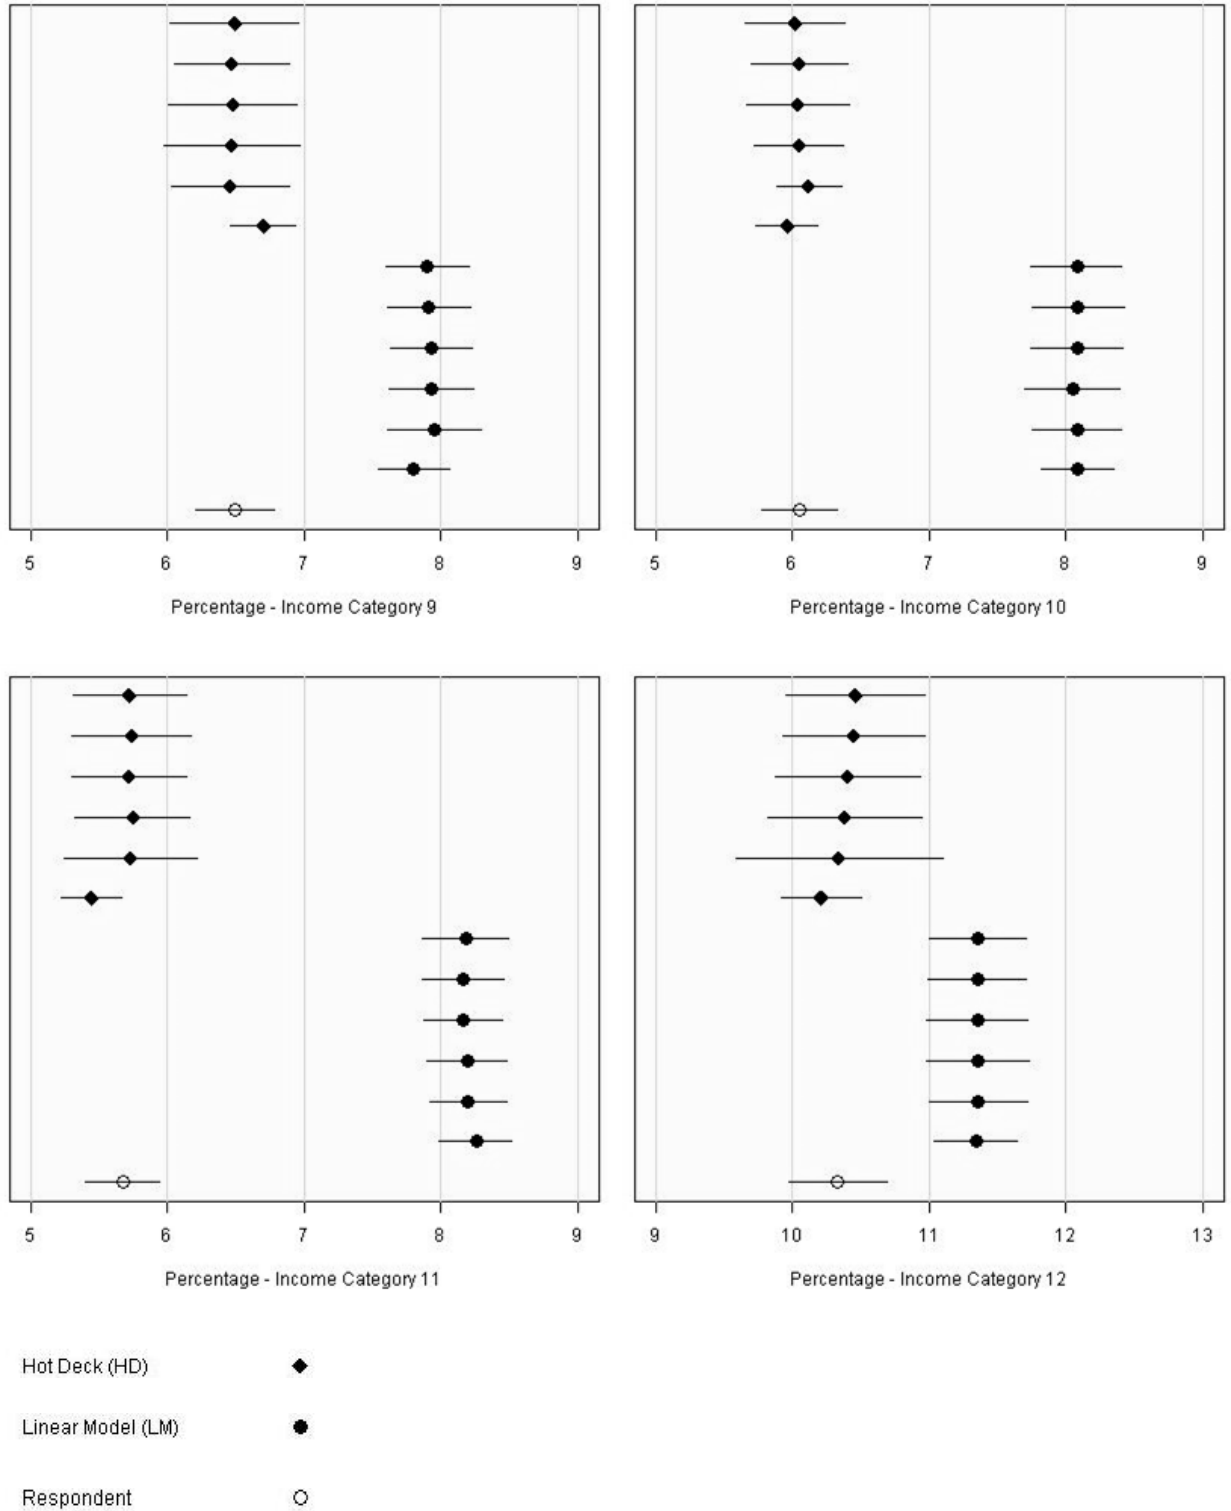 5 6 7 8 9
Percentage - Income Category 9
5 6 7 8 9
Percentage - Income Category 10
5 6 7 8 9
Percentage - Income Category 11
9 10 11 12 13
Percentage - Income Category 12
Hot Deck (HD)
Linear Model (LM)
Respondent